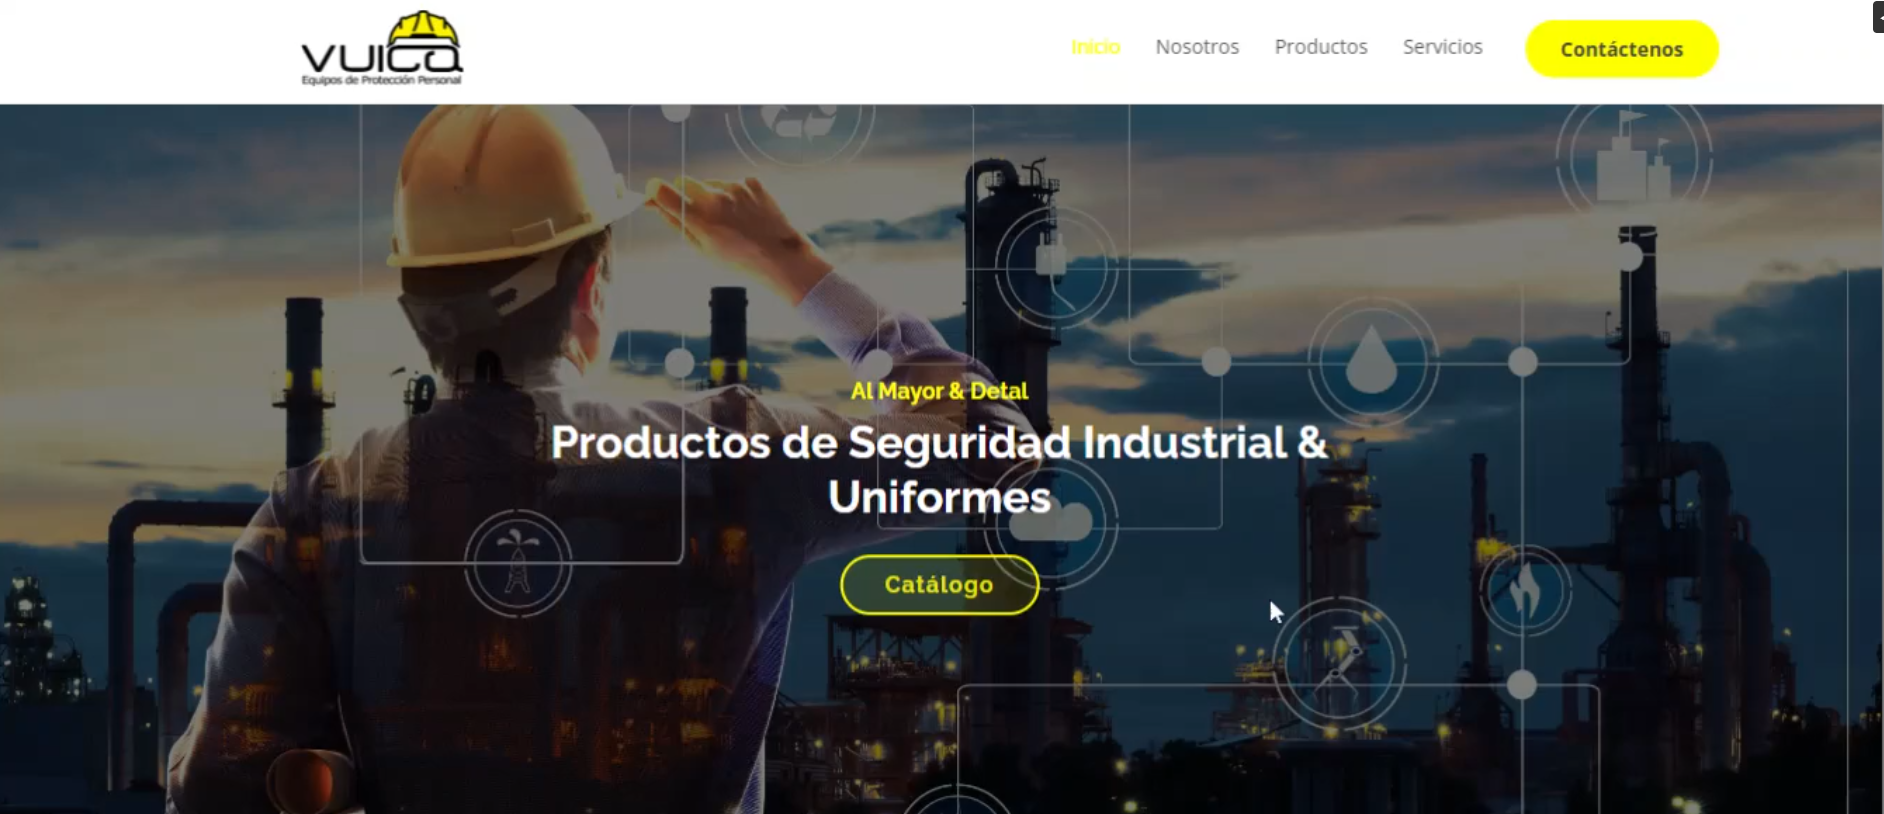 VUICA
Equipos de Protección Personal
Inicio
Nosotros
Productos
Servicios
Contáctenos
Al Mayor & Detal
Productos de Seguridad Industrial &
Uniformes
Catálogo